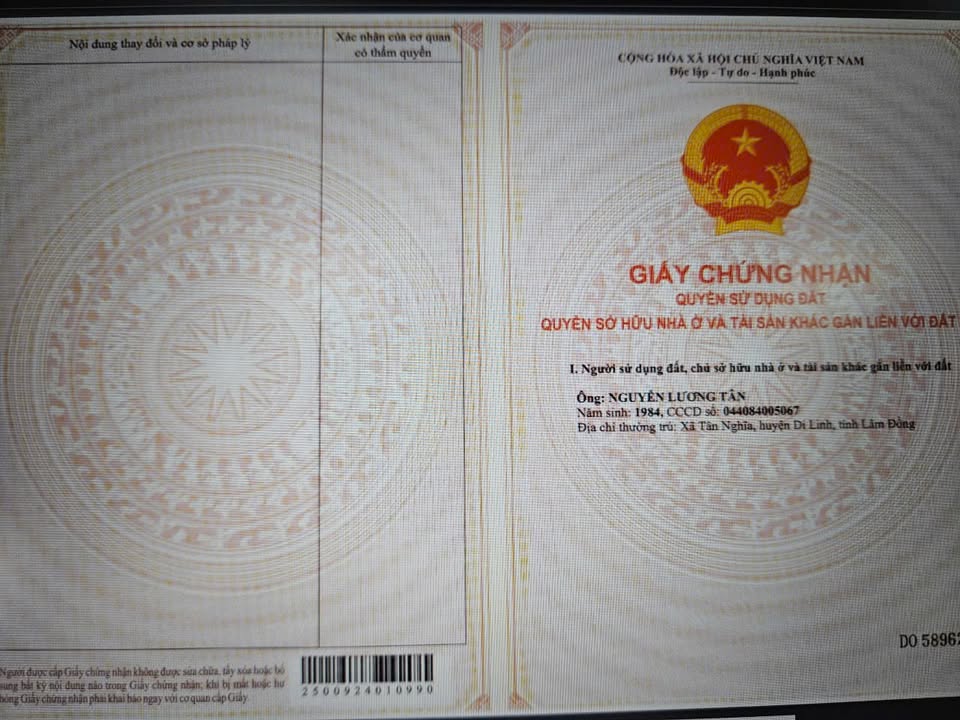 Nội dung thay đổi và cơ sở pháp lý
Xác nhận của cơ quan
có thẩm quyền
Người được cấp Giấy chứng nhận không được sửa chữa, tẩy xóa hoặc bổ
sung bất kỳ nội dung nào trong Giấy chứng nhận; khi bị mất hoặc hư
hỏng Giấy chứng nhận phải khai báo ngay với cơ quan cấp Giấy.
2500924010990
CỘNG HÒA XÃ HỘI CHỦ NGHĨA VIỆT NAM
Độc lập - Tự do - Hạnh phúc
GIẤY CHỨNG NHẬN
QUYỀN SỬ DỤNG ĐẤT
QUYỀN SỞ HỮU NHÀ Ở VÀ TÀI SẢN KHÁC GẮN LIỀN VỚI ĐẤT
I. Người sử dụng đất, chủ sở hữu nhà ở và tài sản khác gắn liền với đất
Ông: NGUYỄN LƯƠNG TÂN
Năm sinh: 1984, CCCD số: 044084005067
Địa chỉ thường trú: Xã Tân Nghĩa, huyện Di Linh, tỉnh Lâm Đồng
DO 58962